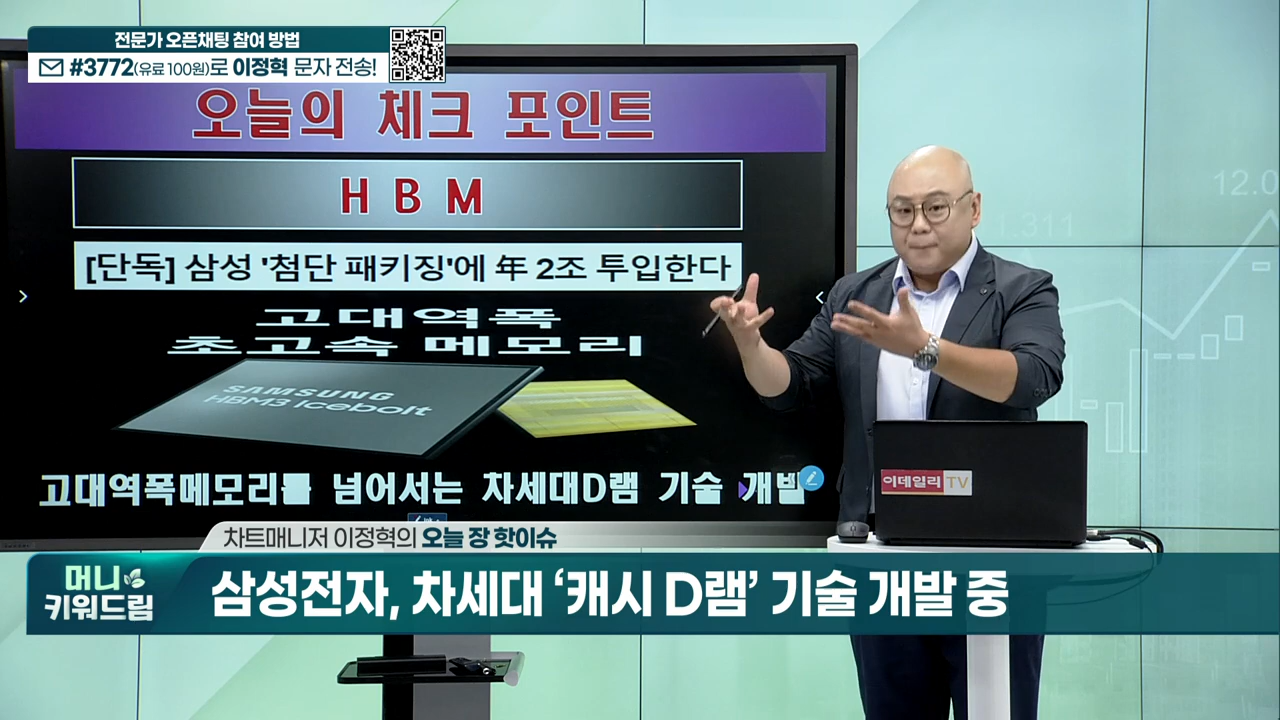 전문가 오픈채팅 참여 방법
#3772(유료 100원)로 이정혁 문자 전송!
오늘의 체크 포인트
HBM
[단독] 삼성 '첨단 패키징'에 年 2조 투입한다
고대역폭
초고속 메모리
SAMSUNG
HBM3 Icebolt
고대역폭메모리를 넘어서는 차세대D램 기술 개발
12.0
1.311
이데일리TV
차트매니저 이정혁의 오늘 장 핫이슈
머니
키워드림
삼성전자, 차세대 ‘캐시 D램’ 기술 개발 중